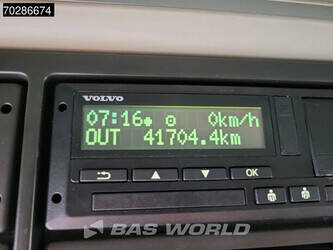 70286674
VOLVO
07:16 0km/h
OUT 41704.4km
OK
BAS WORLD